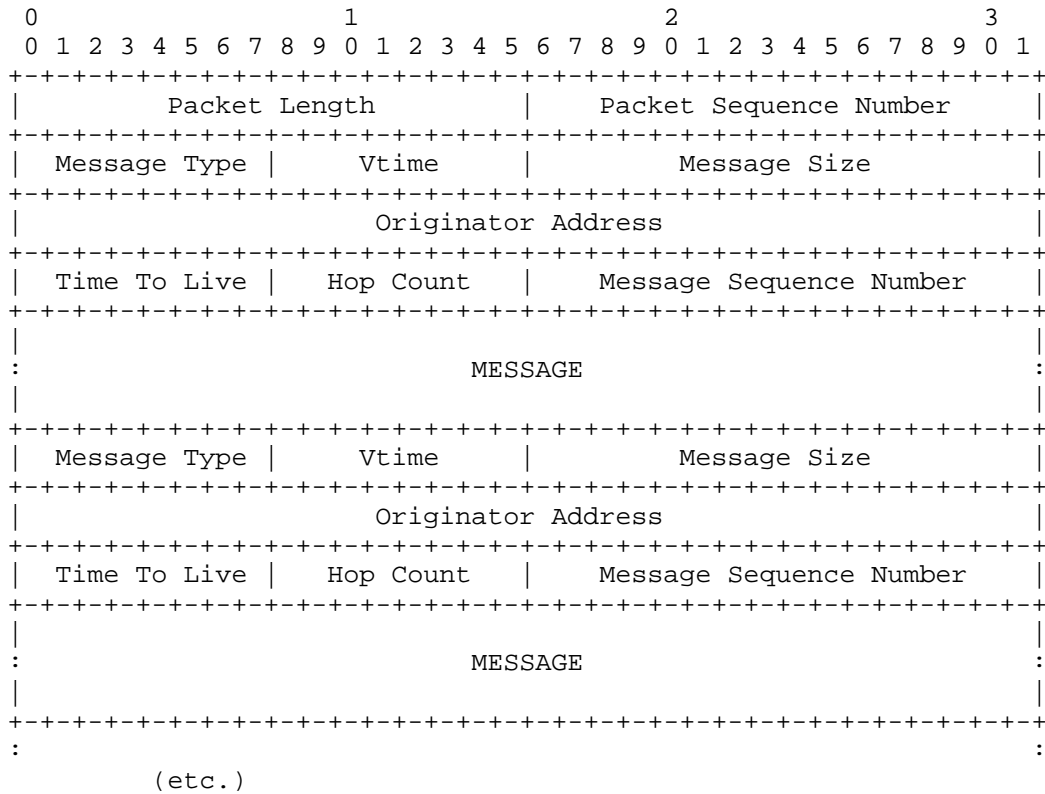 0                   1                   2                   3
 0 1 2 3 4 5 6 7 8 9 0 1 2 3 4 5 6 7 8 9 0 1 2 3 4 5 6 7 8 9 0 1
+-+-+-+-+-+-+-+-+-+-+-+-+-+-+-+-+-+-+-+-+-+-+-+-+-+-+-+-+-+-+-+-+
|         Packet Length         |    Packet Sequence Number     |
+-+-+-+-+-+-+-+-+-+-+-+-+-+-+-+-+-+-+-+-+-+-+-+-+-+-+-+-+-+-+-+-+
|  Message Type |     Vtime     |         Message Size          |
+-+-+-+-+-+-+-+-+-+-+-+-+-+-+-+-+-+-+-+-+-+-+-+-+-+-+-+-+-+-+-+-+
|                      Originator Address                       |
+-+-+-+-+-+-+-+-+-+-+-+-+-+-+-+-+-+-+-+-+-+-+-+-+-+-+-+-+-+-+-+-+
|  Time To Live |   Hop Count   |    Message Sequence Number    |
+-+-+-+-+-+-+-+-+-+-+-+-+-+-+-+-+-+-+-+-+-+-+-+-+-+-+-+-+-+-+-+-+
|                                                               |
:                            MESSAGE                            :
|                                                               |
+-+-+-+-+-+-+-+-+-+-+-+-+-+-+-+-+-+-+-+-+-+-+-+-+-+-+-+-+-+-+-+-+
|  Message Type |     Vtime     |         Message Size          |
+-+-+-+-+-+-+-+-+-+-+-+-+-+-+-+-+-+-+-+-+-+-+-+-+-+-+-+-+-+-+-+-+
|                      Originator Address                       |
+-+-+-+-+-+-+-+-+-+-+-+-+-+-+-+-+-+-+-+-+-+-+-+-+-+-+-+-+-+-+-+-+
|  Time To Live |   Hop Count   |    Message Sequence Number    |
+-+-+-+-+-+-+-+-+-+-+-+-+-+-+-+-+-+-+-+-+-+-+-+-+-+-+-+-+-+-+-+-+
|                                                               |
:                            MESSAGE                            :
|                                                               |
+-+-+-+-+-+-+-+-+-+-+-+-+-+-+-+-+-+-+-+-+-+-+-+-+-+-+-+-+-+-+-+-+
:                                                               :
         (etc.)